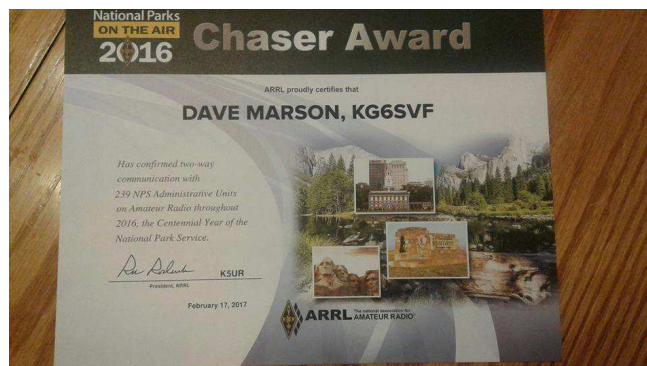 National Parks
ON THE AIR
2016
Chaser Award
ARRL proudly certifies that
DAVE MARSON, KG6SVF
Has confirmed two-way
communication with
239 NPS Administrative Units
on Amateur Radio throughout
2016, the Centennial Year of the
National Park Service.
K5UR
President, ARRL
February 17, 2017
ARRL The national association for
AMATEUR RADIO